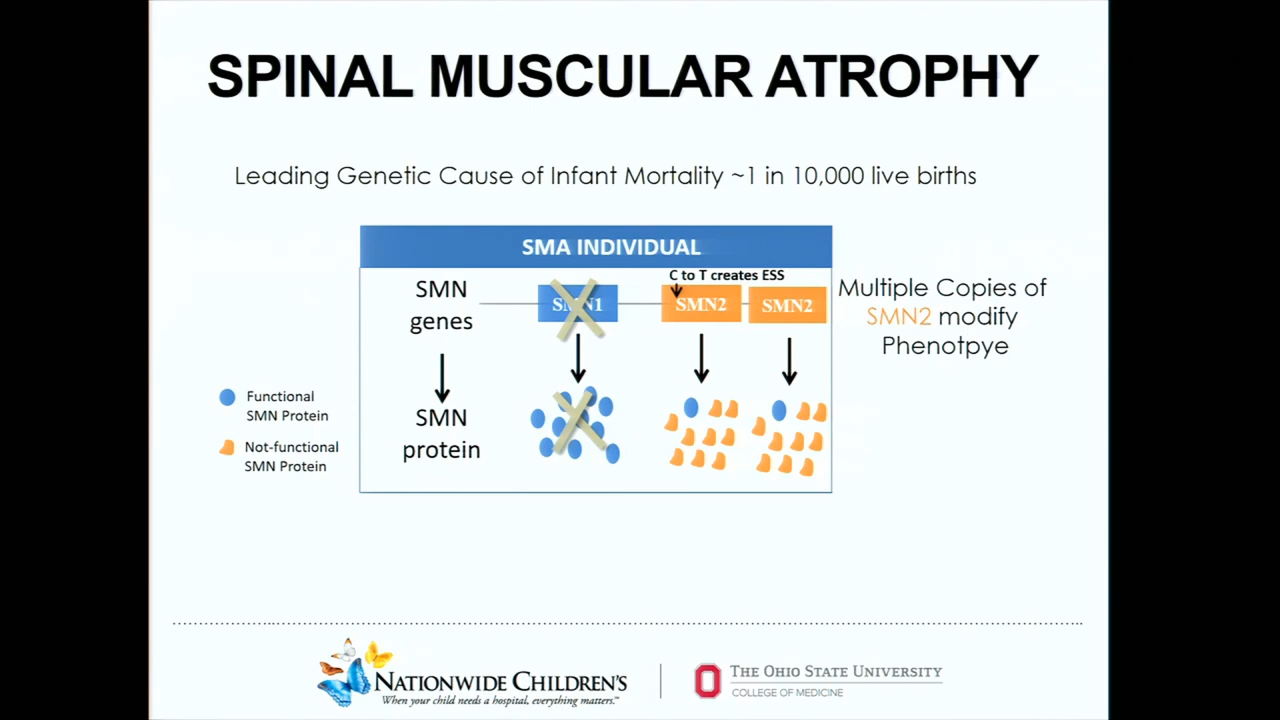 SPINAL MUSCULAR ATROPHY
Leading Genetic Cause of Infant Mortality ~1 in 10,000 live births
SMA INDIVIDUAL
C to T creates ESS
SMN
genes
SMN1
SMN2
SMN2
Multiple Copies of
SMN2 modify
Phenotpye
Functional
SMN Protein
Not-functional
SMN Protein
SMN
protein
NATIONWIDE CHILDREN'S
When your child needs a hospital, everything matters.™
THE OHIO STATE UNIVERSITY
COLLEGE OF MEDICINE